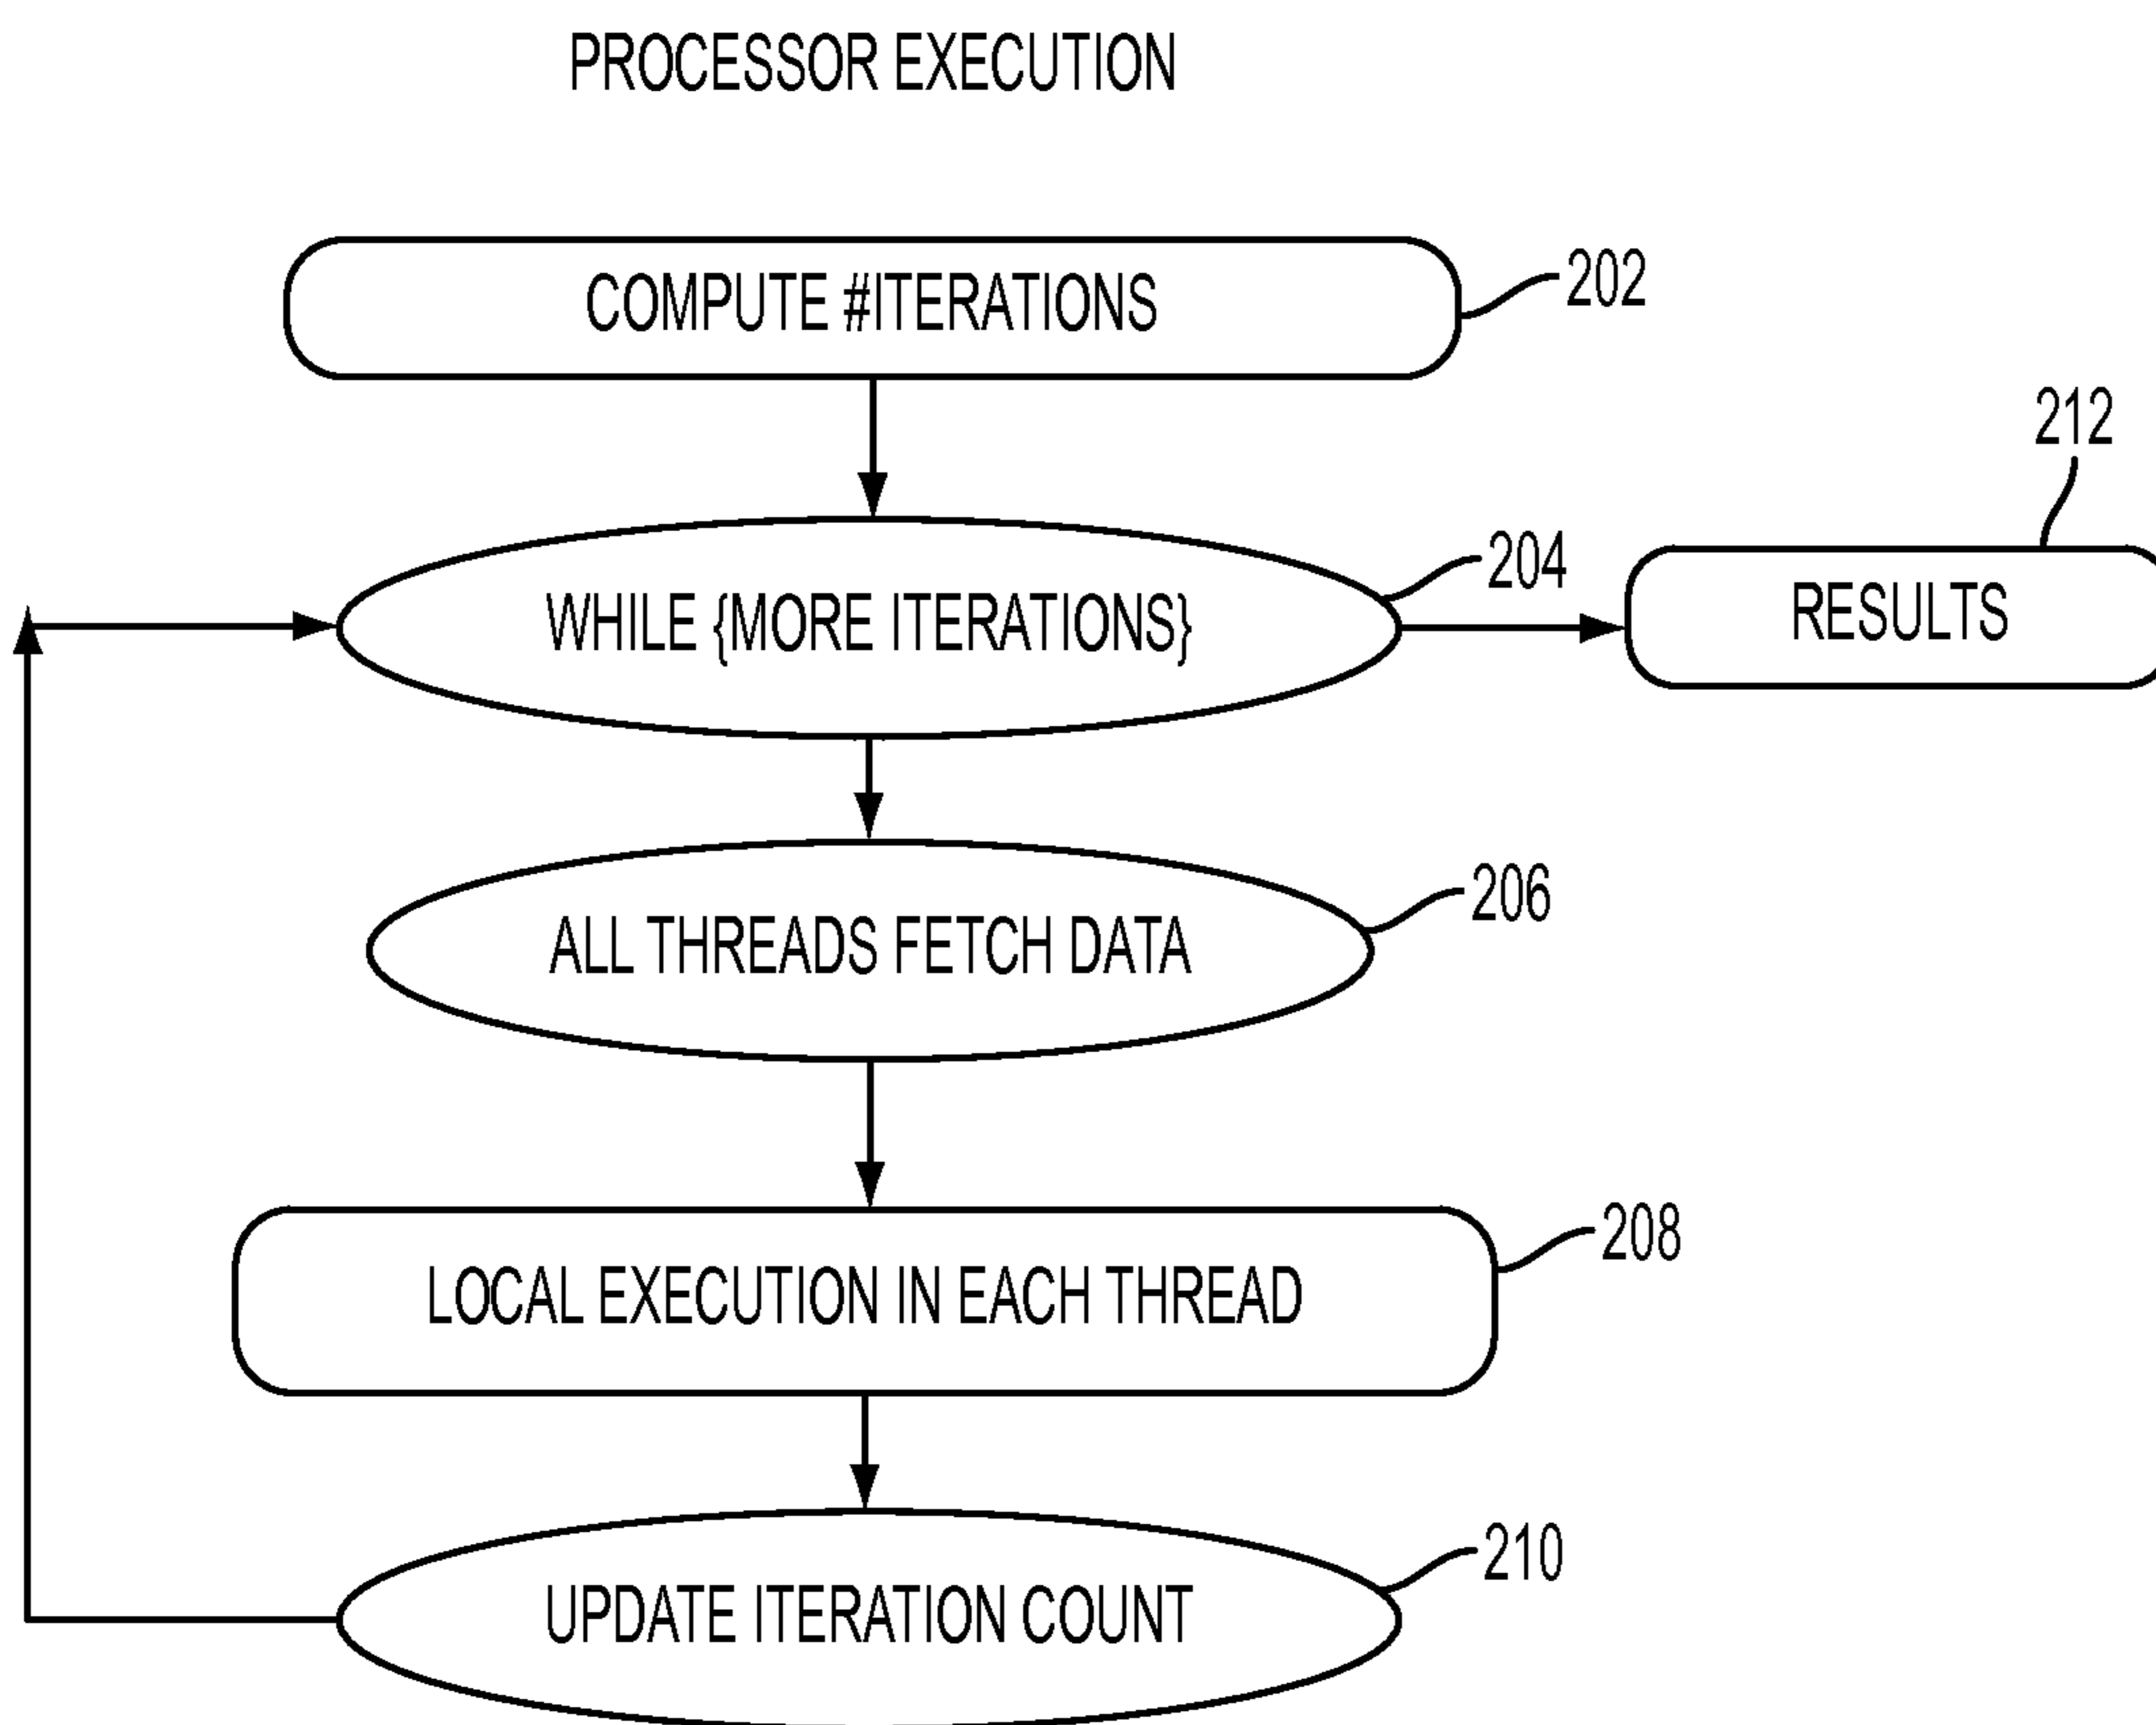 PROCESSOR EXECUTION
COMPUTE #ITERATIONS
202
212
204
WHILE {MORE ITERATIONS}
RESULTS
206
ALL THREADS FETCH DATA
208
LOCAL EXECUTION IN EACH THREAD
210
UPDATE ITERATION COUNT